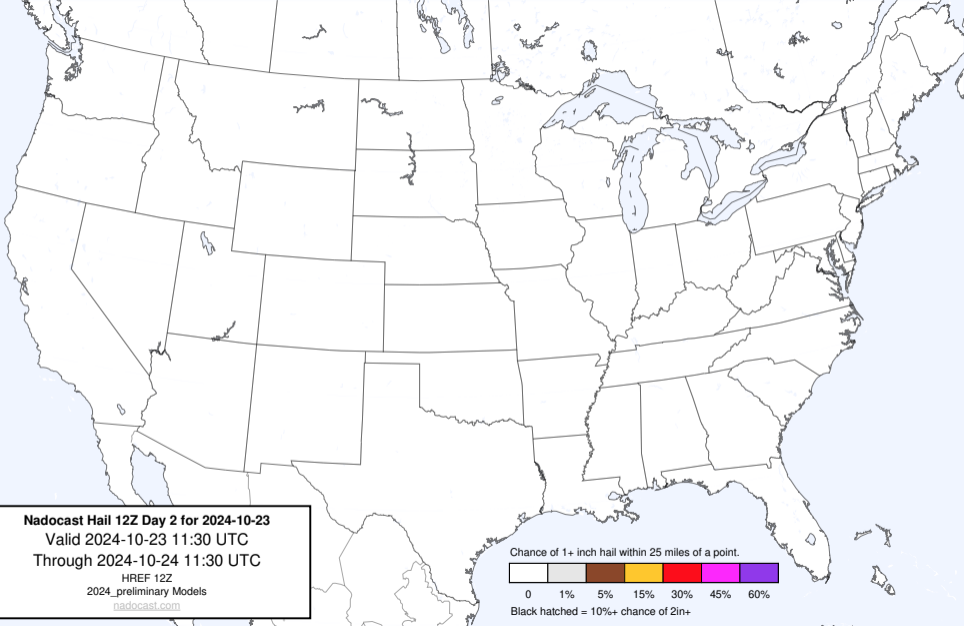 Nadocast Hail 12Z Day 2 for 2024-10-23
Valid 2024-10-23 11:30 UTC
Through 2024-10-24 11:30 UTC
HREF 12Z
2024_preliminary Models
nadocast.com
Chance of 1+ inch hail within 25 miles of a point.
0 1% 5% 15% 30% 45% 60%
Black hatched = 10%+ chance of 2in+